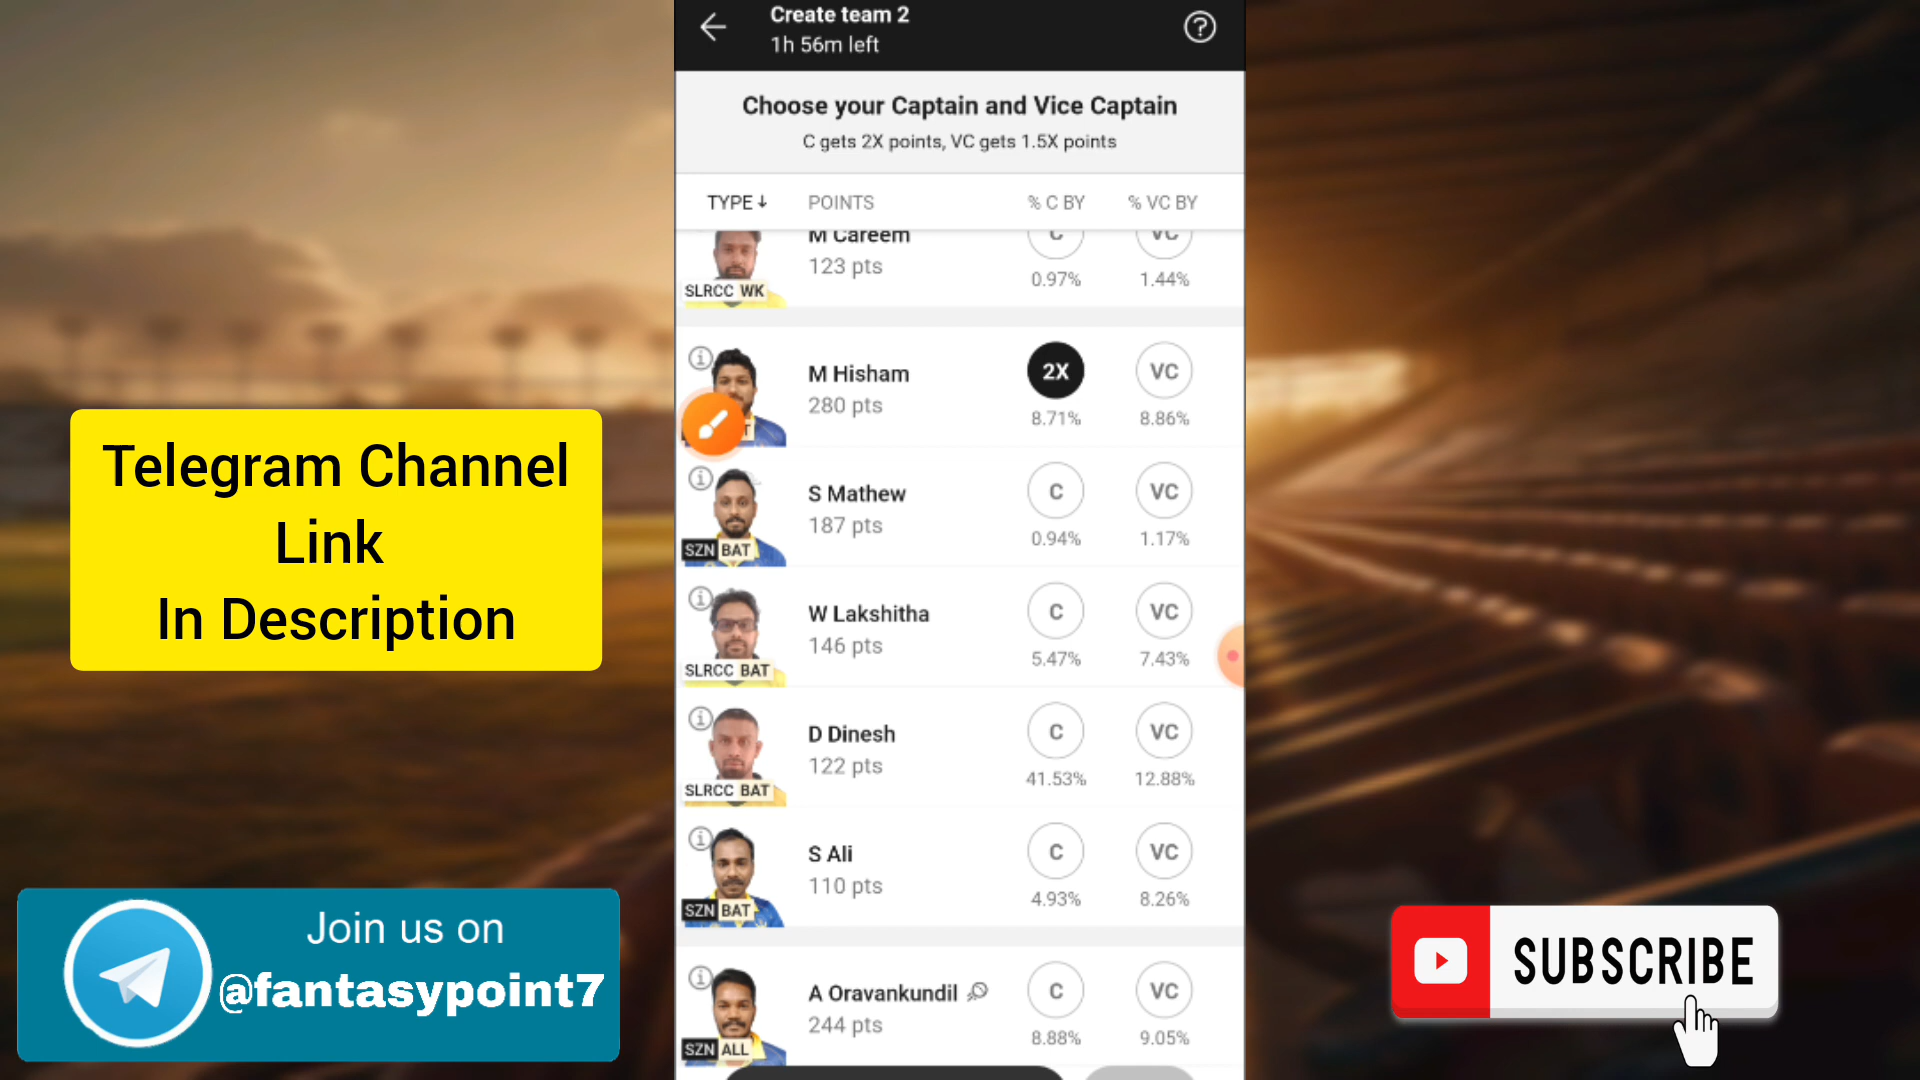 Create team 2
1h 56m left
Choose your Captain and Vice Captain
C gets 2X points, VC gets 1.5X points
TYPE↓ POINTS % C BY % VC BY
M Careem C VC
123 pts
SLRCC WK 0.97% 1.44%
M Hisham 2X VC
280 pts 8.71% 8.86%
S Mathew C VC
187 pts 0.94% 1.17%
SZN BAT
W Lakshitha C VC
146 pts 5.47% 7.43%
SLRCC BAT
D Dinesh C VC
122 pts 41.53% 12.88%
SLRCC BAT
S Ali C VC
110 pts 4.93% 8.26%
SZN BAT
A Oravankundil C VC
244 pts 8.88% 9.05%
SZN ALL
Telegram Channel
Link
In Description
Join us on
@fantasypoint7
SUBSCRIBE